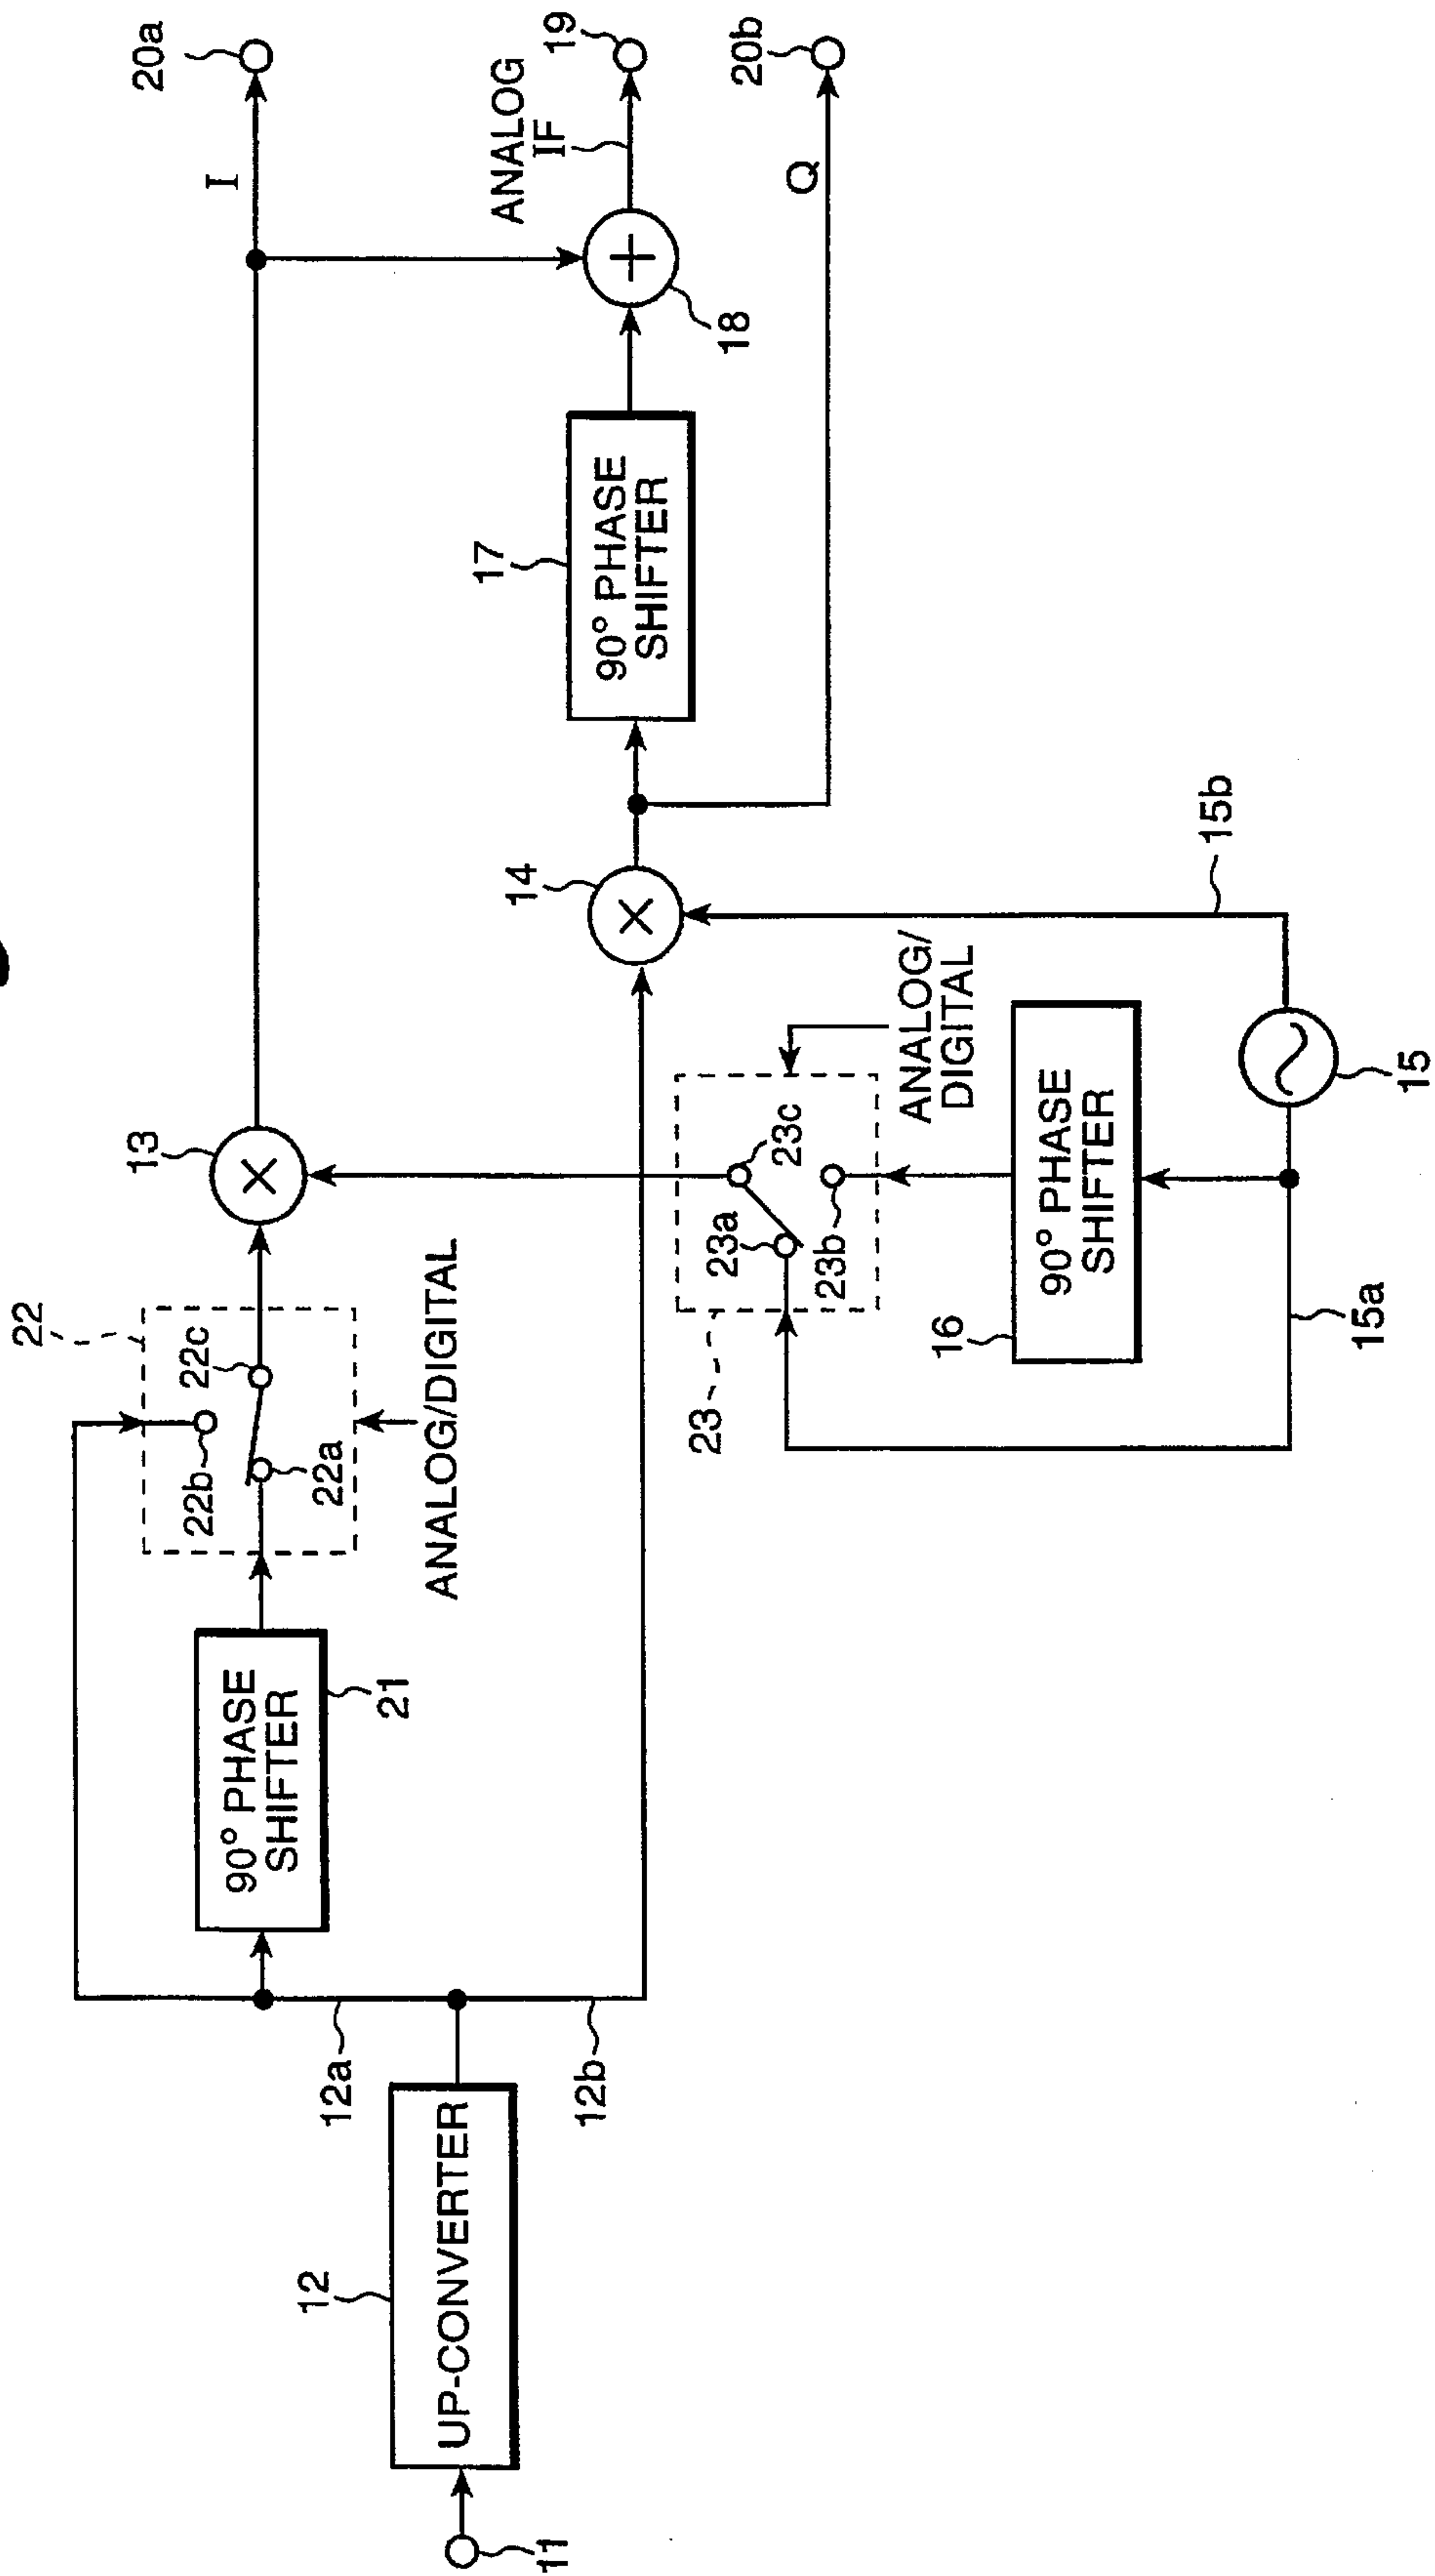 20a
I
ANALOG
IF
19
20b
Q
18
17
90° PHASE
SHIFTER
14
15b
13
ANALOG/
DIGITAL
23c
23a
23b
23
90° PHASE
SHIFTER
16
15
15a
22
22c
22b
22a
ANALOG/DIGITAL
90° PHASE
SHIFTER
21
12a
12b
12
UP-CONVERTER
11